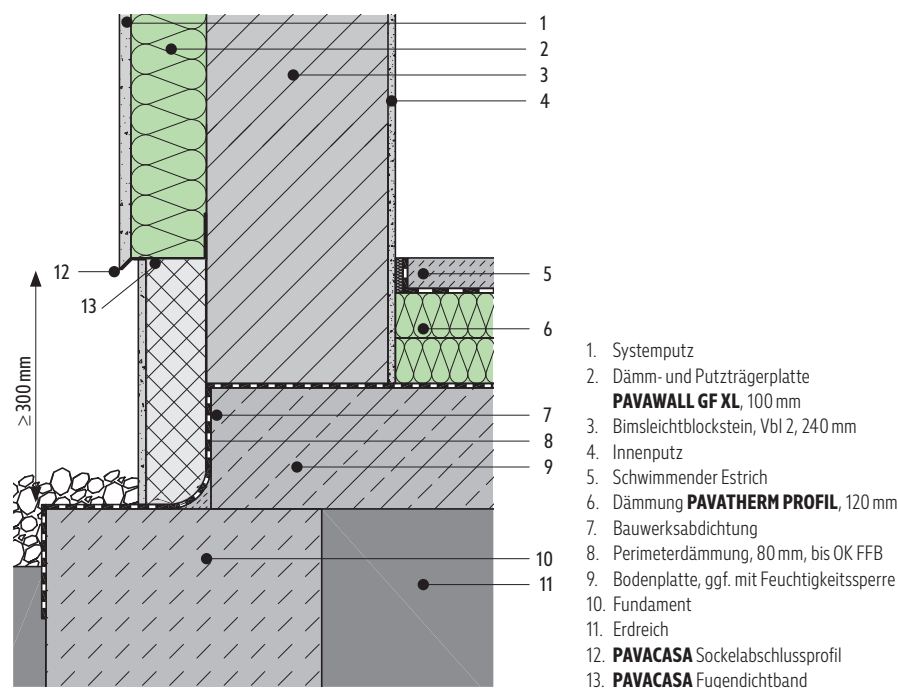 1
2
3
4
12
13
5
6
≥ 300 mm
7
8
9
10
11
1. Systemputz
2. Dämm- und Putzträgerplatte
PAVAWALL GF XL, 100 mm
3. Bimsleichtblockstein, Vbl 2, 240 mm
4. Innenputz
5. Schwimmender Estrich
6. Dämmung PAVATHERM PROFIL, 120 mm
7. Bauwerksabdichtung
8. Perimeterdämmung, 80 mm, bis OK FFB
9. Bodenplatte, ggf. mit Feuchtigkeitssperre
10. Fundament
11. Erdreich
12. PAVACASA Sockelabschlussprofil
13. PAVACASA Fugendichtband